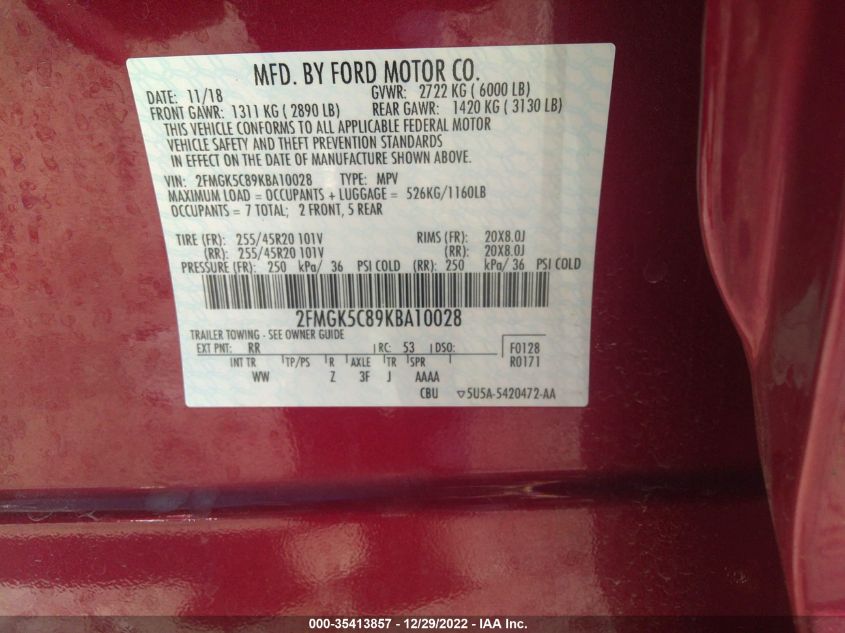 MFD. BY FORD MOTOR CO.
DATE: 11/18 GVWR: 2722 KG ( 6000 LB)
FRONT GAWR: 1311 KG ( 2890 LB) REAR GAWR: 1420 KG ( 3130 LB)
THIS VEHICLE CONFORMS TO ALL APPLICABLE FEDERAL MOTOR
VEHICLE SAFETY AND THEFT PREVENTION STANDARDS
IN EFFECT ON THE DATE OF MANUFACTURE SHOWN ABOVE.
VIN: 2FMGK5C89KBA10028 TYPE: MPV
MAXIMUM LOAD = OCCUPANTS + LUGGAGE = 526KG/1160LB
OCCUPANTS = 7 TOTAL; 2 FRONT, 5 REAR
TIRE (FR): 255/45R20 101V RIMS (FR): 20X8.0J
(RR): 255/45R20 101V (RR): 20X8.0J
PRESSURE (FR): 250 kPa/ 36 PSI COLD (RR): 250 kPa/ 36 PSI COLD
2FMGK5C89KBA10028
TRAILER TOWING - SEE OWNER GUIDE
EXT PNT: RR RC: 53 DSO: F0128
INT TR TP/PS R AXLE TR SPR R0171
WW Z 3F J AAAA
CBU ▽5U5A-5420472-AA
000-35413857 - 12/29/2022 - IAA Inc.